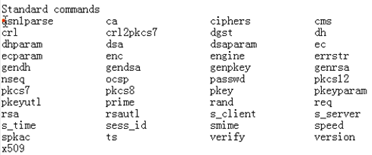 Standard commands
asn1parse ca ciphers cms
crl crl2pkcs7 dgst dh
dhparam dsa dsaparam ec
ecparam enc engine errstr
gendh gendsa genpkey genrsa
nseq ocsp passwd pkcs12
pkcs7 pkcs8 pkey pkeyparam
pkeyutl prime rand req
rsa rsautl s_client s_server
s_time sess_id smime speed
spkac ts verify version
x509